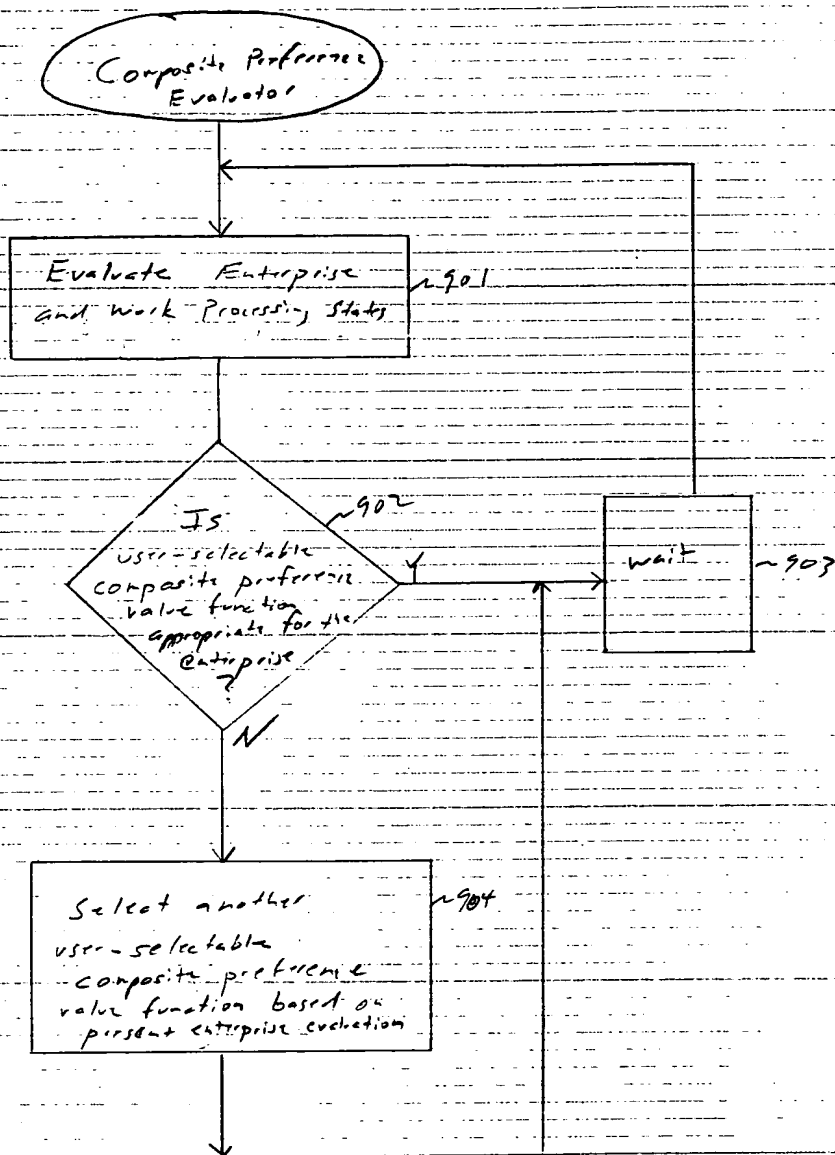 Composite Preference
Evaluator
Evaluate Enterprise
and Work Processing States
~901
Is
user-selectable
composite preference
value function
appropriate for the
enterprise
?
~902
Y
wait
~903
N
Select another
user-selectable
composite preference
value function based on
present enterprise evaluation
~904